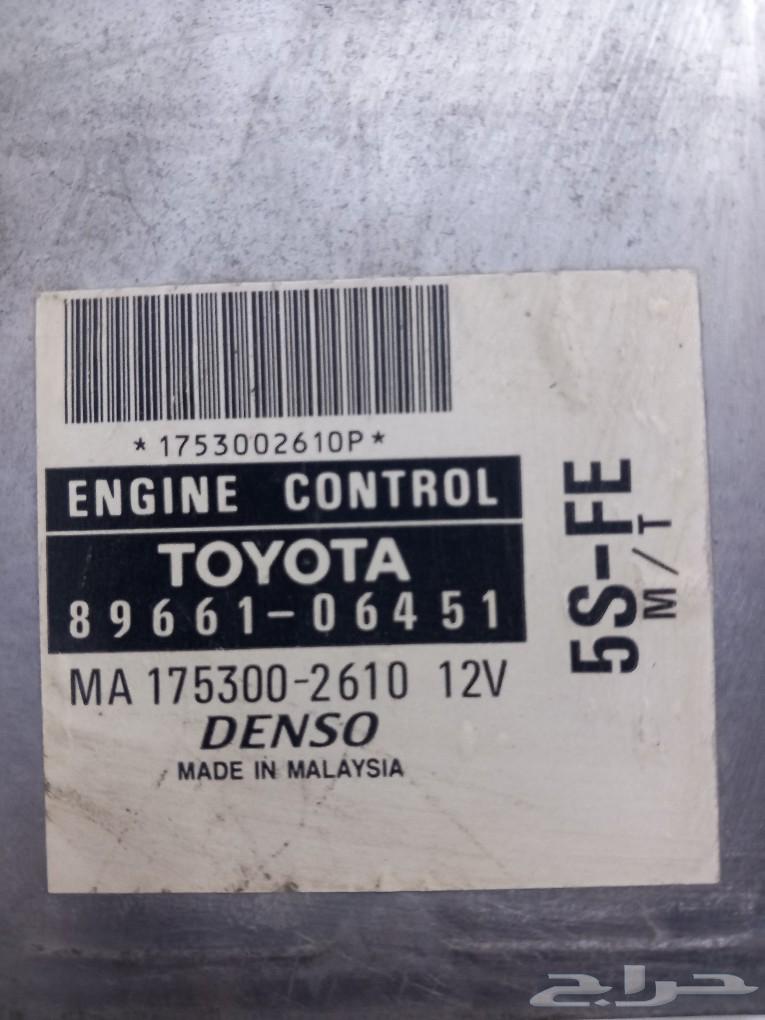 *1753002610P*
ENGINE CONTROL
TOYOTA
89661-06451
MA 175300-2610 12V
DENSO
MADE IN MALAYSIA
5S-FE
M/T
حراج